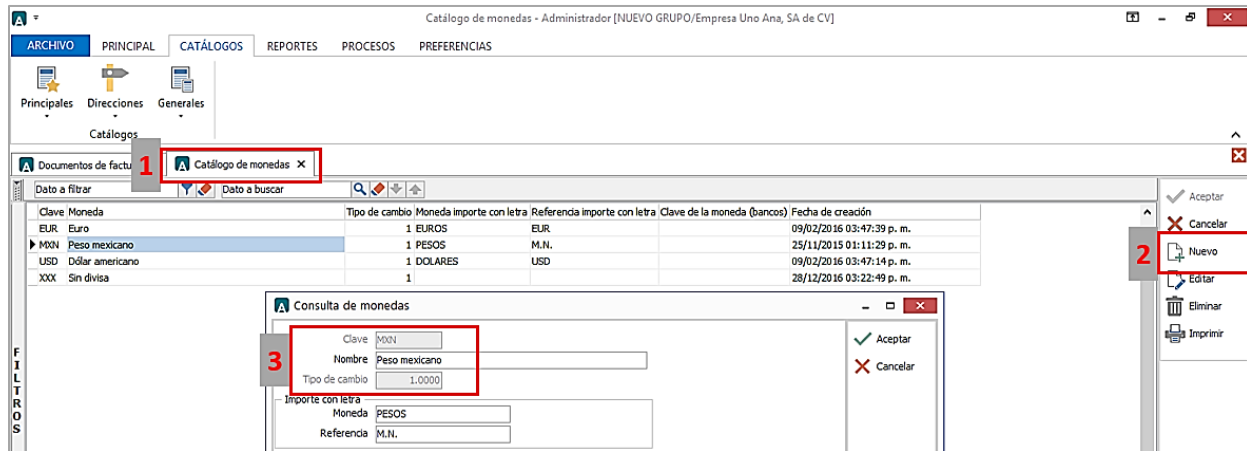 Catálogo de monedas - Administrador [NUEVO GRUPO/Empresa Uno Ana, SA de CV]
ARCHIVO PRINCIPAL CATÁLOGOS REPORTES PROCESOS PREFERENCIAS
Principales Direcciones Generales
Catálogos
Documentos de factu 1 Catálogo de monedas X
Dato a filtrar Dato a buscar
Clave Moneda Tipo de cambio Moneda importe con letra Referencia importe con letra Clave de la moneda (bancos) Fecha de creación
EUR Euro 1 EUROS EUR 09/02/2016 03:47:39 p. m.
MXN Peso mexicano 1 PESOS M.N. 25/11/2015 01:11:29 p. m.
USD Dólar americano 1 DOLARES USD 09/02/2016 03:47:14 p. m.
XXX Sin divisa 1 28/12/2016 03:22:49 p. m.
Aceptar
Cancelar
2 Nuevo
Editar
Eliminar
Imprimir
FILTROS
Consulta de monedas
3
Clave MXN
Nombre Peso mexicano
Tipo de cambio 1.0000
Importe con letra
Moneda PESOS
Referencia M.N.
Aceptar
Cancelar